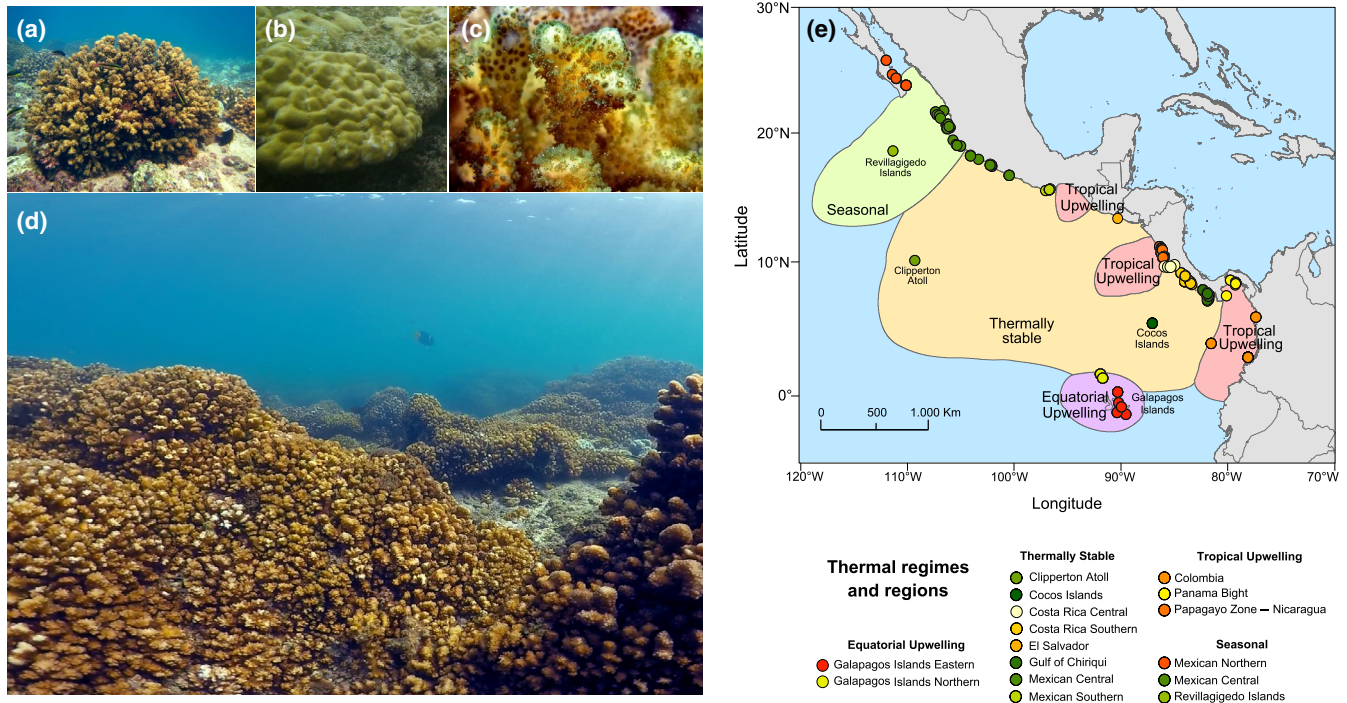 (a)
(b)
(c)
(d)
(e)
30°N
20°N
10°N
0°
Latitude
Revillagigedo
Islands
Seasonal
Tropical
Upwelling
Clipperton
Atoll
Tropical
Upwelling
Thermally
stable
Cocos
Islands
Tropical
Upwelling
Equatorial
Upwelling
Galapagos
Islands
0 500 1.000 Km
120°W 110°W 100°W 90°W 80°W 70°W
Longitude
Thermal regimes
and regions
Equatorial Upwelling
Galapagos Islands Eastern
Galapagos Islands Northern
Thermally Stable
Clipperton Atoll
Cocos Islands
Costa Rica Central
Costa Rica Southern
El Salvador
Gulf of Chiriqui
Mexican Central
Mexican Southern
Tropical Upwelling
Colombia
Panama Bight
Papagayo Zone – Nicaragua
Seasonal
Mexican Northern
Mexican Central
Revillagigedo Islands